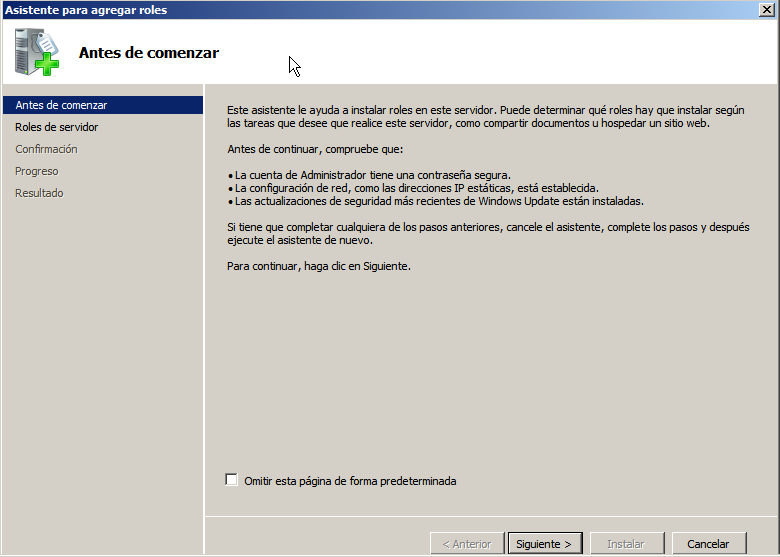 Asistente para agregar roles
Antes de comenzar
Antes de comenzar
Roles de servidor
Confirmación
Progreso
Resultado
Este asistente le ayuda a instalar roles en este servidor. Puede determinar qué roles hay que instalar según
las tareas que desee que realice este servidor, como compartir documentos u hospedar un sitio web.
Antes de continuar, compruebe que:
• La cuenta de Administrador tiene una contraseña segura.
• La configuración de red, como las direcciones IP estáticas, está establecida.
• Las actualizaciones de seguridad más recientes de Windows Update están instaladas.
Si tiene que completar cualquiera de los pasos anteriores, cancele el asistente, complete los pasos y después
ejecute el asistente de nuevo.
Para continuar, haga clic en Siguiente.
Omitir esta página de forma predeterminada
< Anterior Siguiente > Instalar Cancelar